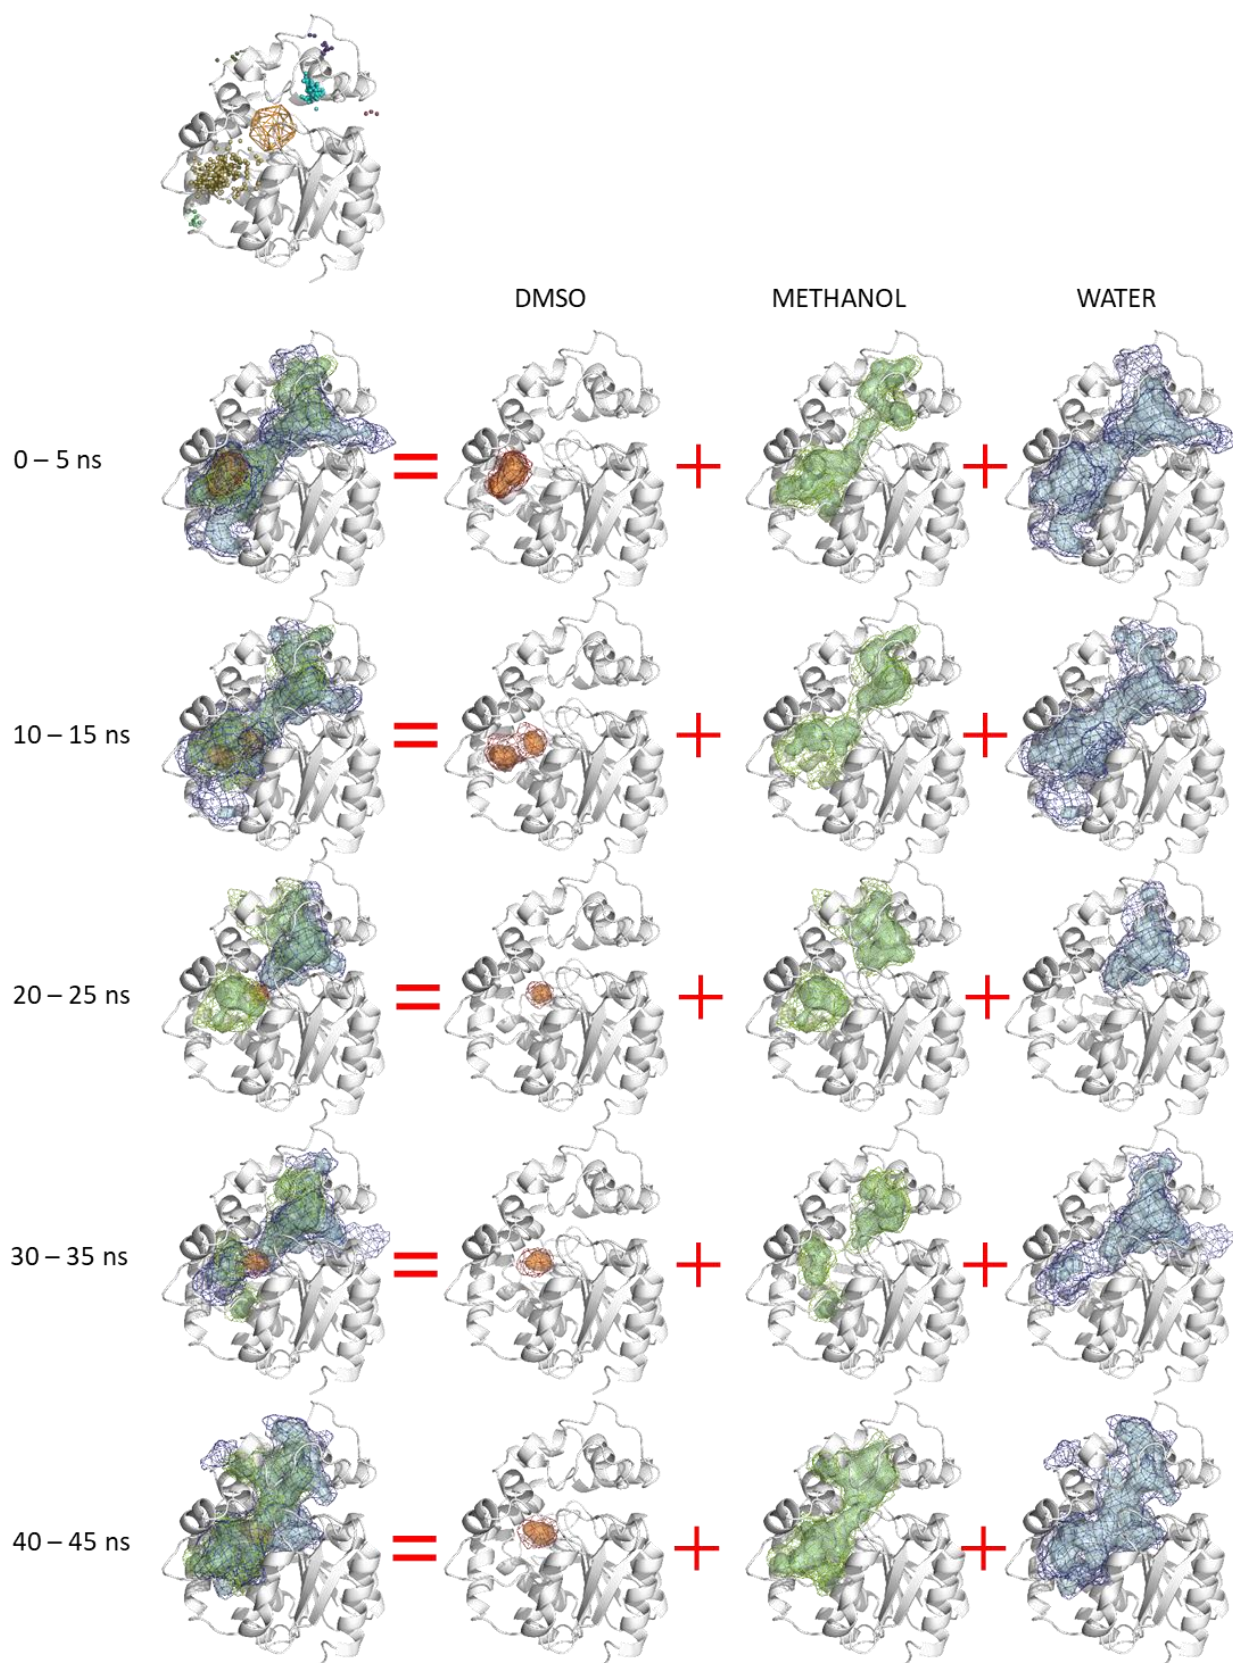 DMSO METHANOL WATER
0 – 5 ns = + +
10 – 15 ns = + +
20 – 25 ns = + +
30 – 35 ns = + +
40 – 45 ns = + +